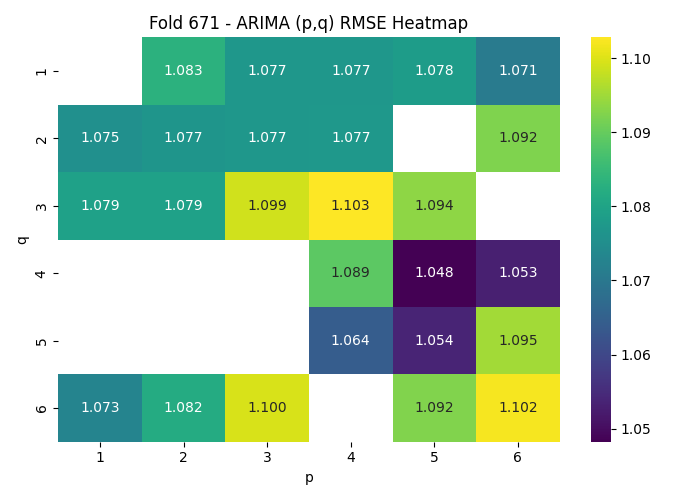 Fold 671 - ARIMA (p,q) RMSE Heatmap
1 1.083 1.077 1.077 1.078 1.071
2 1.075 1.077 1.077 1.077 1.092
3 1.079 1.079 1.099 1.103 1.094
q
4 1.089 1.048 1.053
5 1.064 1.054 1.095
6 1.073 1.082 1.100 1.092 1.102
1 2 3 4 5 6
p
1.10
1.09
1.08
1.07
1.06
1.05